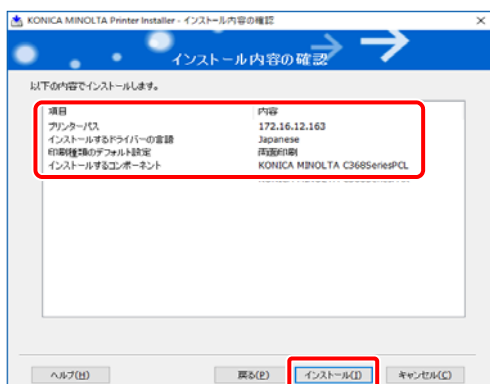 KONICA MINOLTA Printer Installer - インストール内容の確認
インストール内容の確認
以下の内容でインストールします。
項目 内容
プリンターパス 172.16.12.163
インストールするドライバーの言語 Japanese
印刷種類のデフォルト設定 両面印刷
インストールするコンポーネント KONICA MINOLTA C368SeriesPCL
ヘルプ(H) 戻る(P) インストール(I) キャンセル(C)